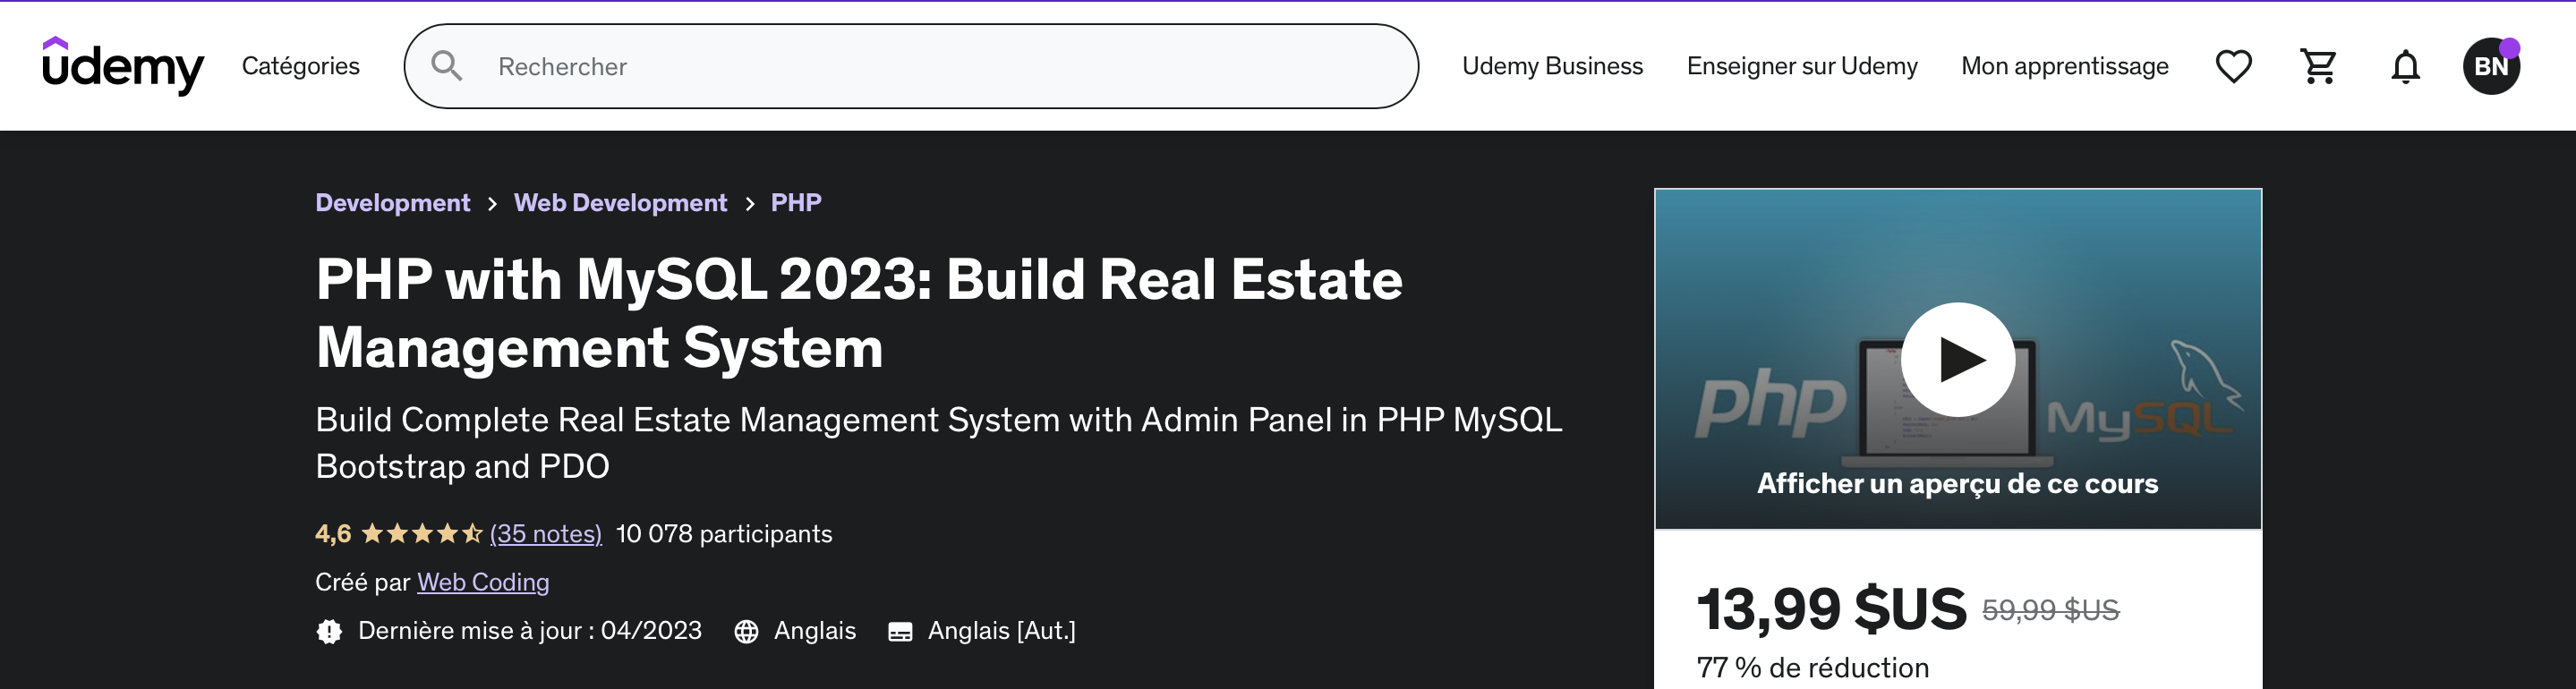 udemy
Catégories
Rechercher
Udemy Business
Enseigner sur Udemy
Mon apprentissage
BN
Development > Web Development > PHP
PHP with MySQL 2023: Build Real Estate
Management System
Build Complete Real Estate Management System with Admin Panel in PHP MySQL
Bootstrap and PDO
4,6 (35 notes) 10 078 participants
Créé par Web Coding
Dernière mise à jour : 04/2023 Anglais Anglais [Aut.]
php
MySQL
Afficher un aperçu de ce cours
13,99 $US 59,99 $US
77 % de réduction